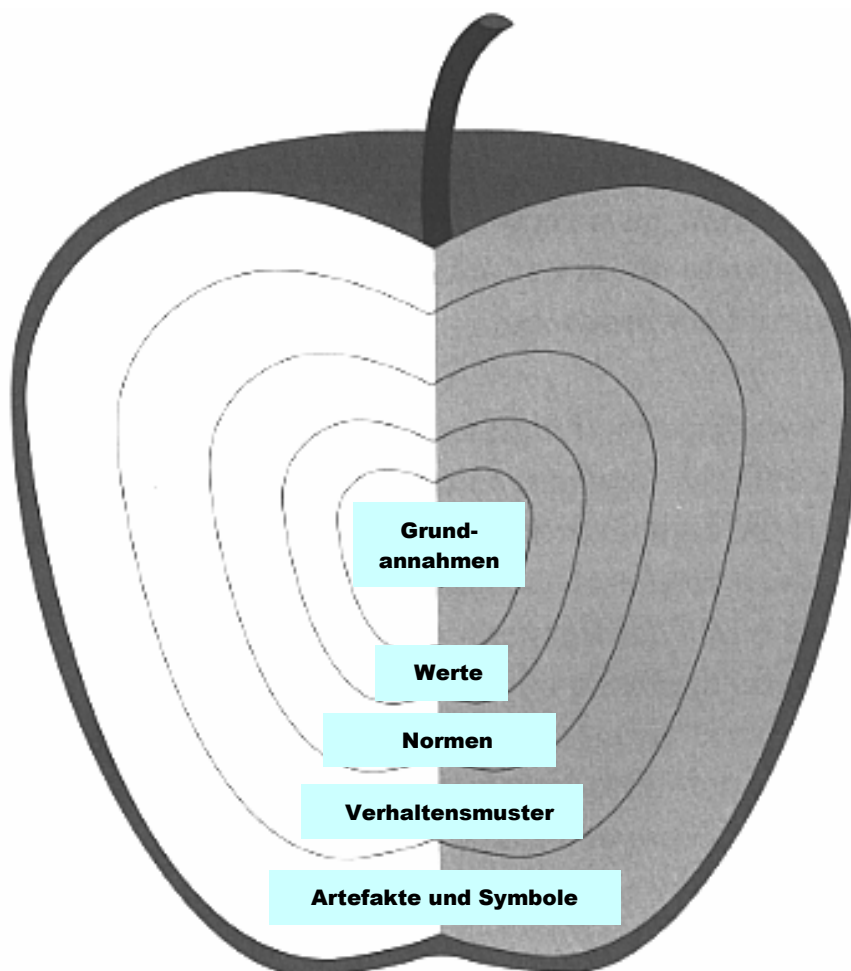 Grund-
annahmen
Werte
Normen
Verhaltensmuster
Artefakte und Symbole